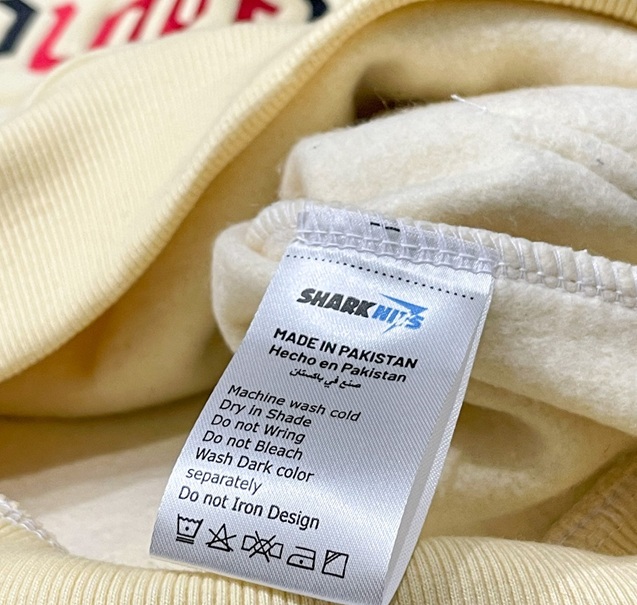 SHARKNITS
MADE IN PAKISTAN
Hecho en Pakistan
صنع في باكستان
Machine wash cold
Dry in Shade
Do not Wring
Do not Bleach
Wash Dark color
separately
Do not Iron Design